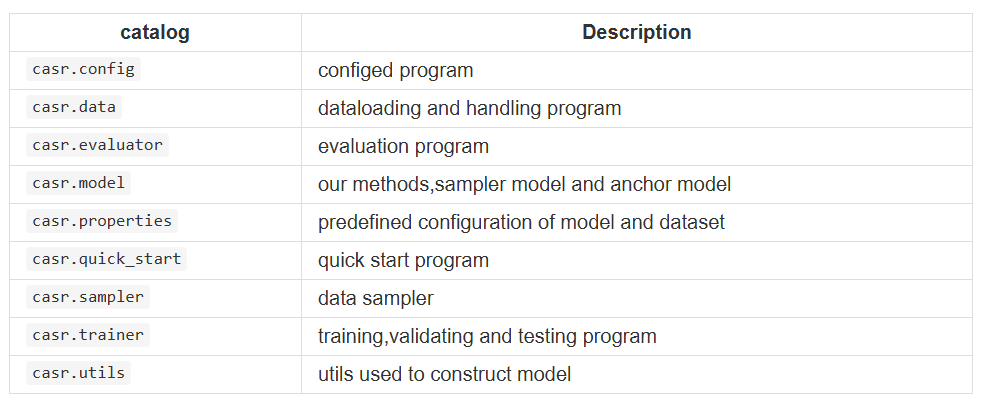 catalog Description
casr.config configed program
casr.data dataloading and handling program
casr.evaluator evaluation program
casr.model our methods,sampler model and anchor model
casr.properties predefined configuration of model and dataset
casr.quick_start quick start program
casr.sampler data sampler
casr.trainer training,validating and testing program
casr.utils utils used to construct model